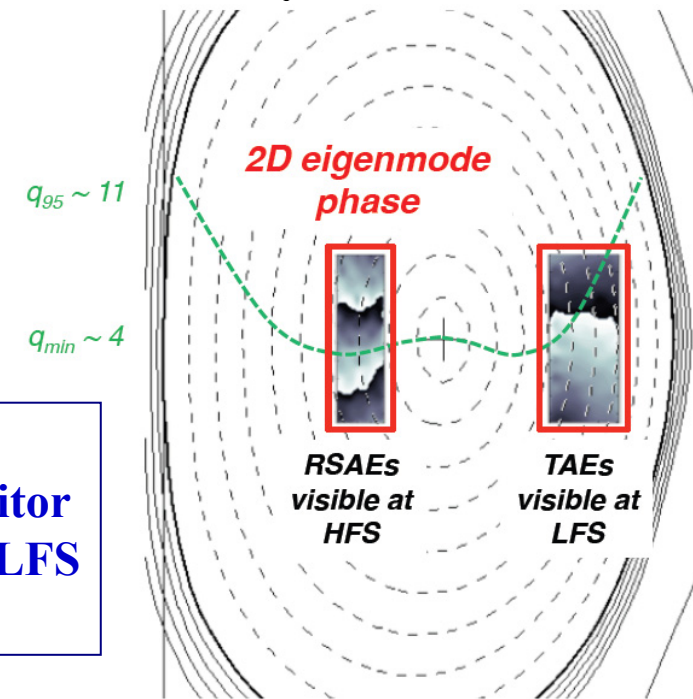 2D eigenmode
phase
q95 ~ 11
qmin ~ 4
RSAEs
visible at
HFS
TAEs
visible at
LFS
itor
LFS